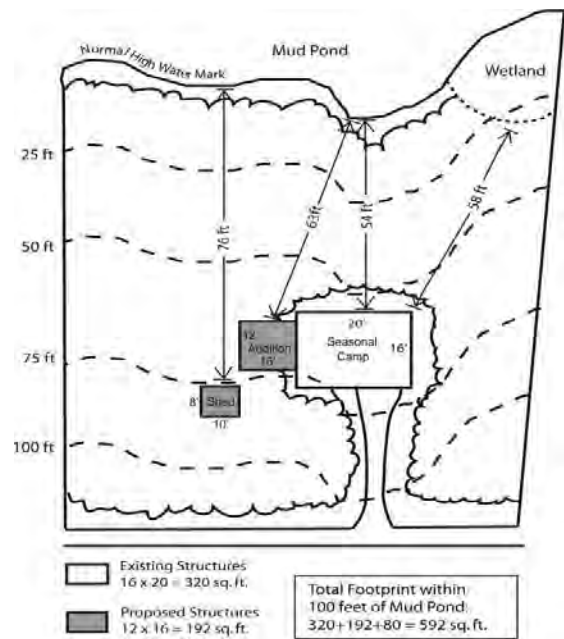 Mud Pond
Normal High Water Mark
Wetland
25 ft
50 ft
75 ft
100 ft
76 ft
63ft
54 ft
58 ft
12'
Addition
16'
20'
Seasonal
Camp
16'
8'
Shed
10'
Existing Structures
16 x 20 = 320 sq. ft.
Proposed Structures
12 x 16 = 192 sq. ft.
Total Footprint within
100 feet of Mud Pond:
320+192+80 = 592 sq. ft.